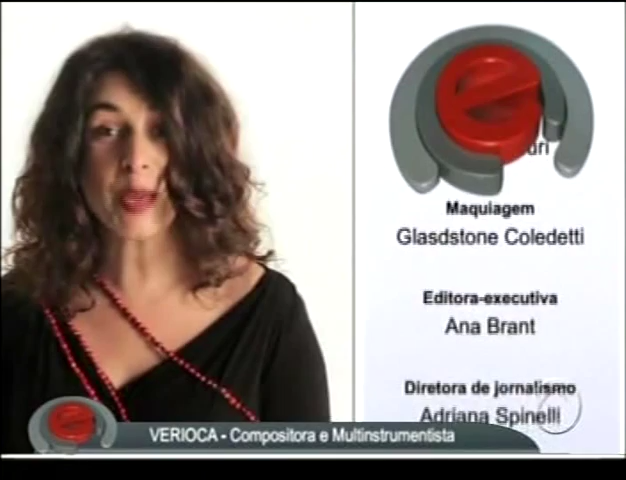 Maquiagem
Glasdstone Coledetti
Editora-executiva
Ana Brant
Diretora de jornalismo
Adriana Spinelli
VERIOCA - Compositora e Multinstrumentista